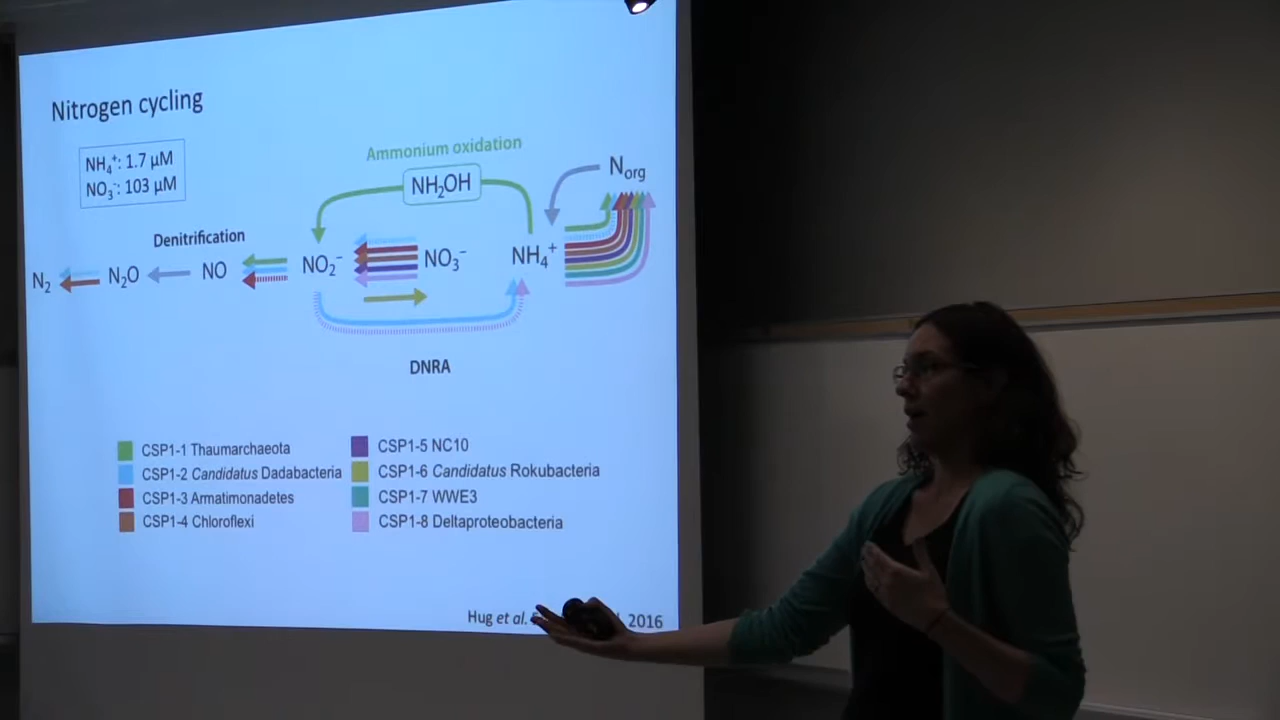 Nitrogen cycling
NH₄⁺: 1.7 µM
NO₃⁻: 103 µM
Ammonium oxidation
NH₂OH
N_org
Denitrification
N₂
N₂O
NO
NO₂⁻
NO₃⁻
NH₄⁺
DNRA
CSP1-1 Thaumarchaeota
CSP1-2 Candidatus Dadabacteria
CSP1-3 Armatimonadetes
CSP1-4 Chloroflexi
CSP1-5 NC10
CSP1-6 Candidatus Rokubacteria
CSP1-7 WWE3
CSP1-8 Deltaproteobacteria
Hug et al. 2016